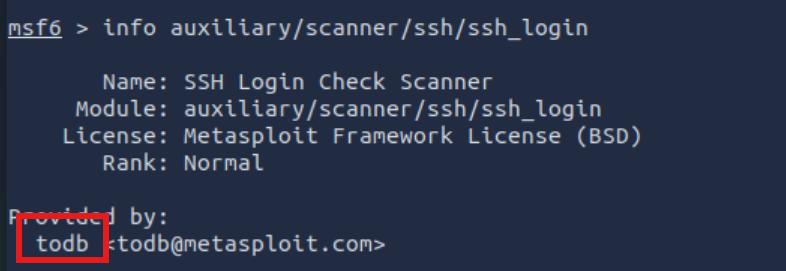 msf6 > info auxiliary/scanner/ssh/ssh_login
Name: SSH Login Check Scanner
Module: auxiliary/scanner/ssh/ssh_login
License: Metasploit Framework License (BSD)
Rank: Normal
Provided by:
todb <todb@metasploit.com>